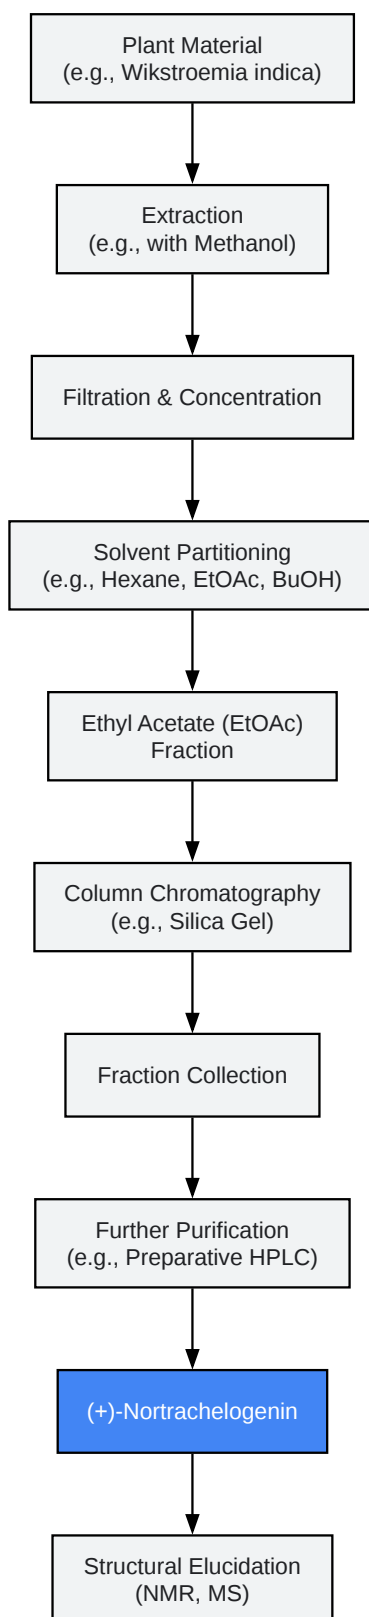 Plant Material
(e.g., Wikstroemia indica)
Extraction
(e.g., with Methanol)
Filtration & Concentration
Solvent Partitioning
(e.g., Hexane, EtOAc, BuOH)
Ethyl Acetate (EtOAc)
Fraction
Column Chromatography
(e.g., Silica Gel)
Fraction Collection
Further Purification
(e.g., Preparative HPLC)
(+)-Nortrachelogenin
Structural Elucidation
(NMR, MS)